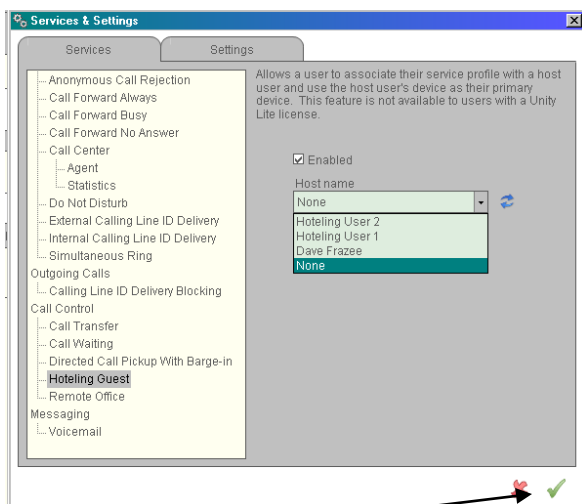 Services & Settings
Services
Settings
Anonymous Call Rejection
Call Forward Always
Call Forward Busy
Call Forward No Answer
Call Center
Agent
Statistics
Do Not Disturb
External Calling Line ID Delivery
Internal Calling Line ID Delivery
Simultaneous Ring
Outgoing Calls
Calling Line ID Delivery Blocking
Call Control
Call Transfer
Call Waiting
Directed Call Pickup With Barge-in
Hoteling Guest
Remote Office
Messaging
Voicemail
Allows a user to associate their service profile with a host
user and use the host user's device as their primary
device. This feature is not available to users with a Unity
Lite license.
Enabled
Host name
None
Hoteling User 2
Hoteling User 1
Dave Frazee
None